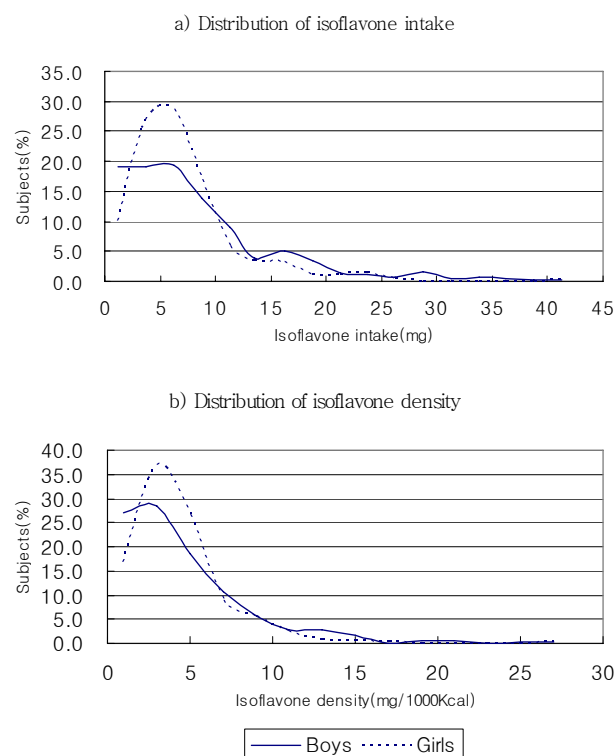 a) Distribution of isoflavone intake
35.0
30.0
25.0
20.0
15.0
10.0
5.0
0.0
Subjects(%)
0 5 10 15 20 25 30 35 40 45
Isoflavone intake(mg)
b) Distribution of isoflavone density
40.0
35.0
30.0
25.0
20.0
15.0
10.0
5.0
0.0
Subjects(%)
0 5 10 15 20 25 30
Isoflavone density(mg/1000Kcal)
Boys Girls